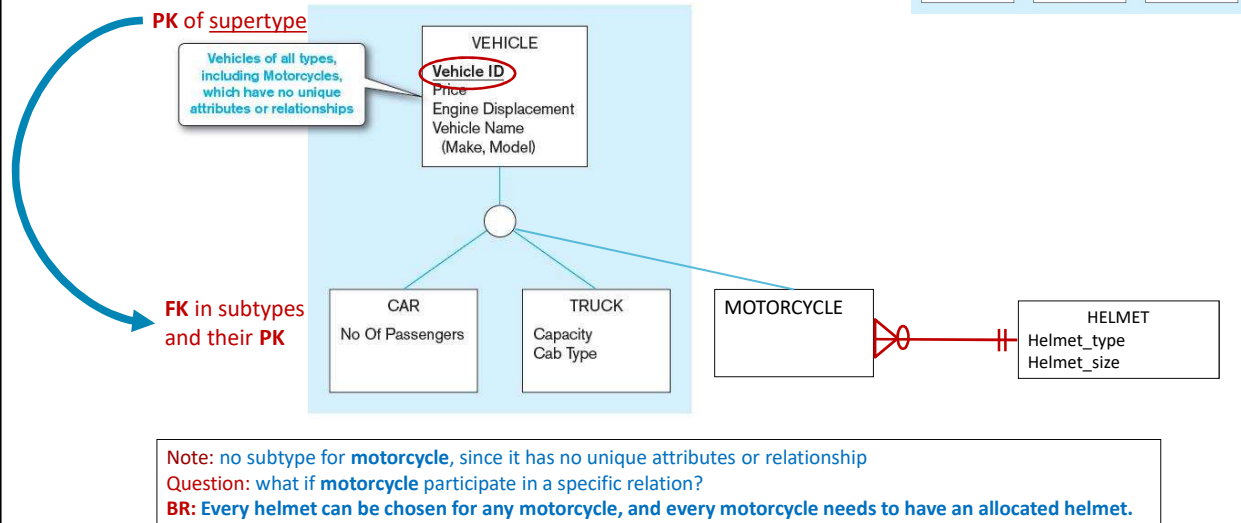 PK of supertype
Vehicles of all types,
including Motorcycles,
which have no unique
attributes or relationships
VEHICLE
Vehicle ID
Price
Engine Displacement
Vehicle Name
(Make, Model)
FK in subtypes
and their PK
CAR
No Of Passengers
TRUCK
Capacity
Cab Type
MOTORCYCLE
HELMET
Helmet_type
Helmet_size
Note: no subtype for motorcycle, since it has no unique attributes or relationship
Question: what if motorcycle participate in a specific relation?
BR: Every helmet can be chosen for any motorcycle, and every motorcycle needs to have an allocated helmet.